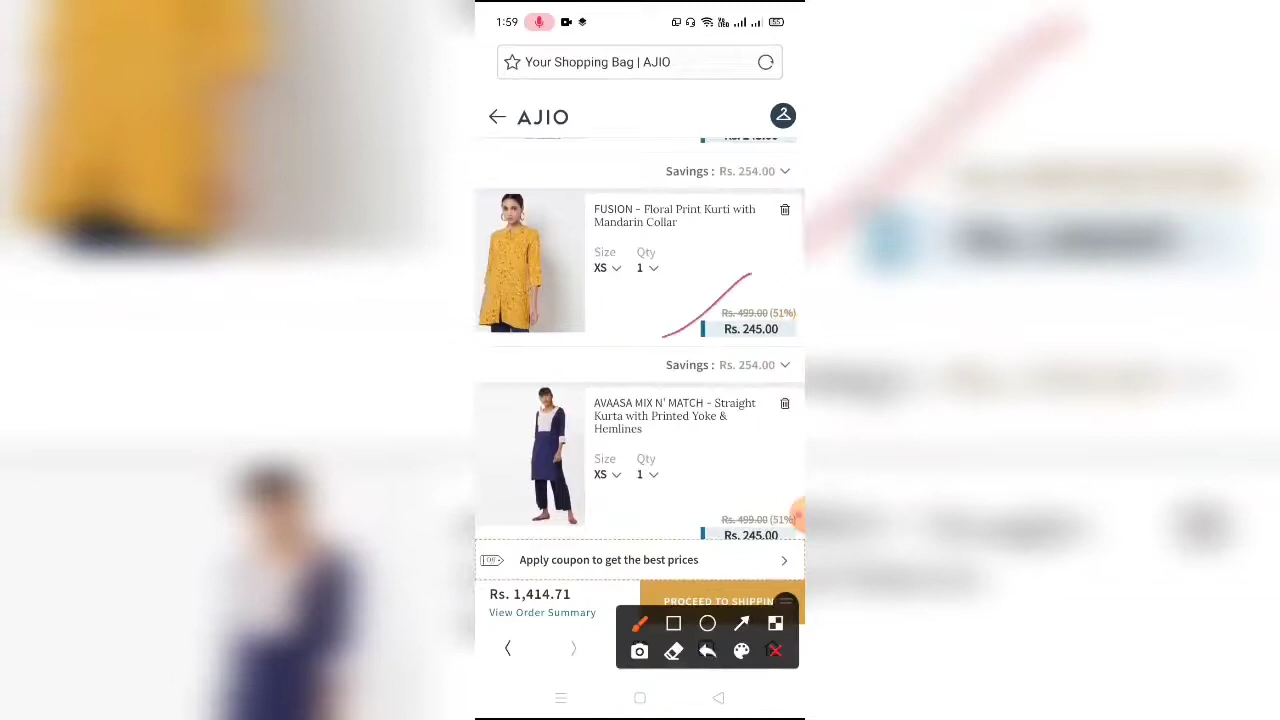 1:59
Your Shopping Bag | AJIO
AJIO
Savings : Rs. 254.00
FUSION - Floral Print Kurti with
Mandarin Collar
Size Qty
XS 1
Rs. 499.00 (51%)
Rs. 245.00
Savings : Rs. 254.00
AVAASA MIX N' MATCH - Straight
Kurta with Printed Yoke &
Hemlines
Size Qty
XS 1
Rs. 499.00 (51%)
Rs. 245.00
Apply coupon to get the best prices
Rs. 1,414.71
PROCEED TO SHIPPIN
View Order Summary